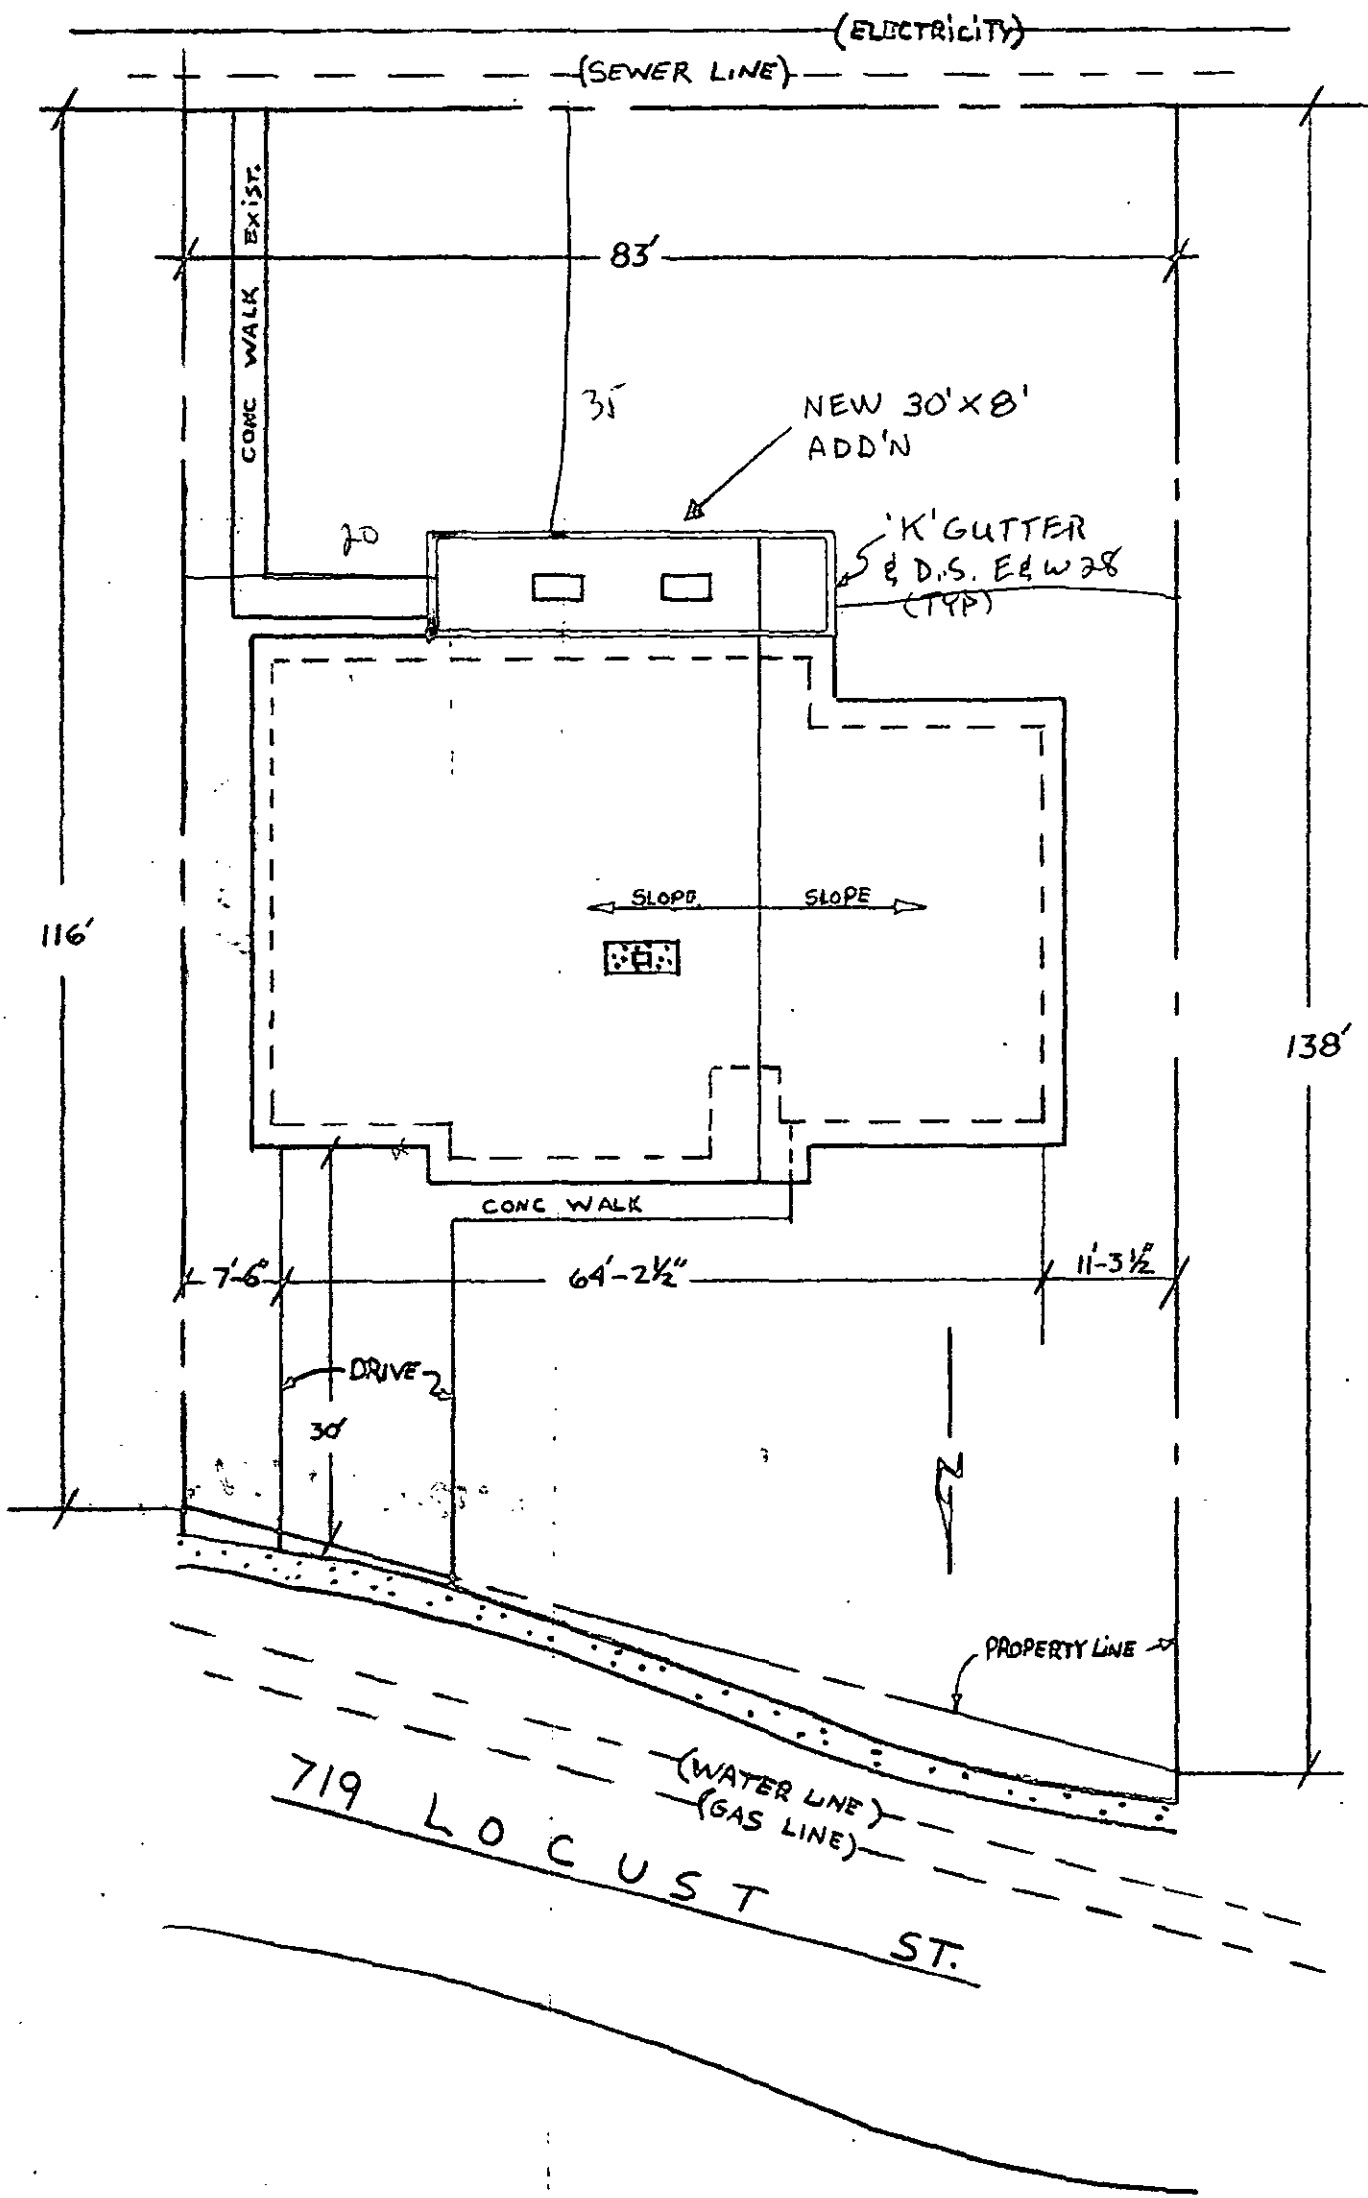 (ELECTRICITY)
(SEWER LINE)
CONC WALK EXIST.
83'
35
NEW 30'X8'
ADD'N
20
'K' GUTTER
& D.S. E&W 28
(TYP)
116'
SLOPE
SLOPE
138'
CONC WALK
7'-6"
64'-2½"
11'-3½"
DRIVE
30'
N
PROPERTY LINE
(WATER LINE)
(GAS LINE)
719 LOCUST ST.